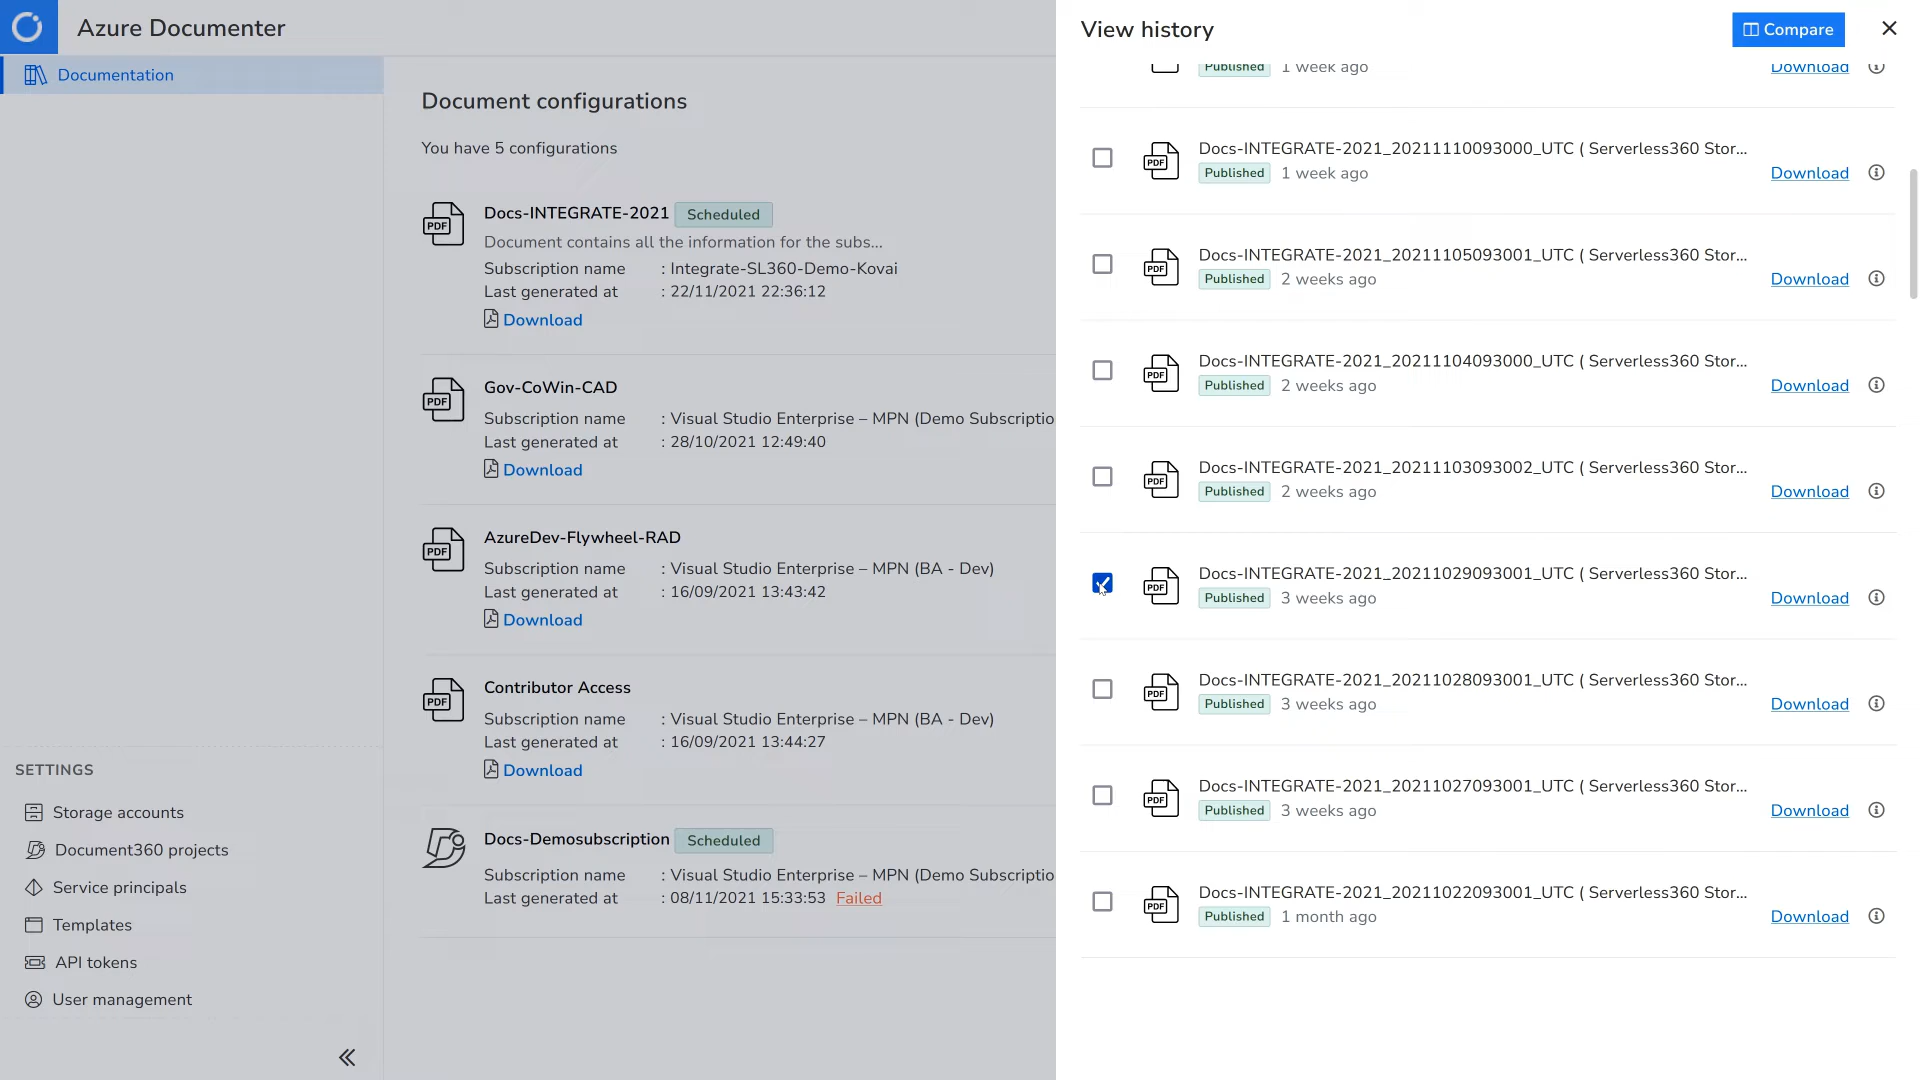 Azure Documenter
Documentation
SETTINGS
Storage accounts
Document360 projects
Service principals
Templates
API tokens
User management
Document configurations
You have 5 configurations
PDF
Docs-INTEGRATE-2021 Scheduled
Document contains all the information for the subs...
Subscription name : Integrate-SL360-Demo-Kovai
Last generated at : 22/11/2021 22:36:12
Download
PDF
Gov-CoWin-CAD
Subscription name : Visual Studio Enterprise – MPN (Demo Subscriptio
Last generated at : 28/10/2021 12:49:40
Download
PDF
AzureDev-Flywheel-RAD
Subscription name : Visual Studio Enterprise – MPN (BA - Dev)
Last generated at : 16/09/2021 13:43:42
Download
PDF
Contributor Access
Subscription name : Visual Studio Enterprise – MPN (BA - Dev)
Last generated at : 16/09/2021 13:44:27
Download
Docs-Demosubscription Scheduled
Subscription name : Visual Studio Enterprise – MPN (Demo Subscriptio
Last generated at : 08/11/2021 15:33:53 Failed
View history
Compare
Published 1 week ago Download
PDF
Docs-INTEGRATE-2021_20211110093000_UTC ( Serverless360 Stor...
Published 1 week ago Download
PDF
Docs-INTEGRATE-2021_20211105093001_UTC ( Serverless360 Stor...
Published 2 weeks ago Download
PDF
Docs-INTEGRATE-2021_20211104093000_UTC ( Serverless360 Stor...
Published 2 weeks ago Download
PDF
Docs-INTEGRATE-2021_20211103093002_UTC ( Serverless360 Stor...
Published 2 weeks ago Download
PDF
Docs-INTEGRATE-2021_20211029093001_UTC ( Serverless360 Stor...
Published 3 weeks ago Download
PDF
Docs-INTEGRATE-2021_20211028093001_UTC ( Serverless360 Stor...
Published 3 weeks ago Download
PDF
Docs-INTEGRATE-2021_20211027093001_UTC ( Serverless360 Stor...
Published 3 weeks ago Download
PDF
Docs-INTEGRATE-2021_20211022093001_UTC ( Serverless360 Stor...
Published 1 month ago Download